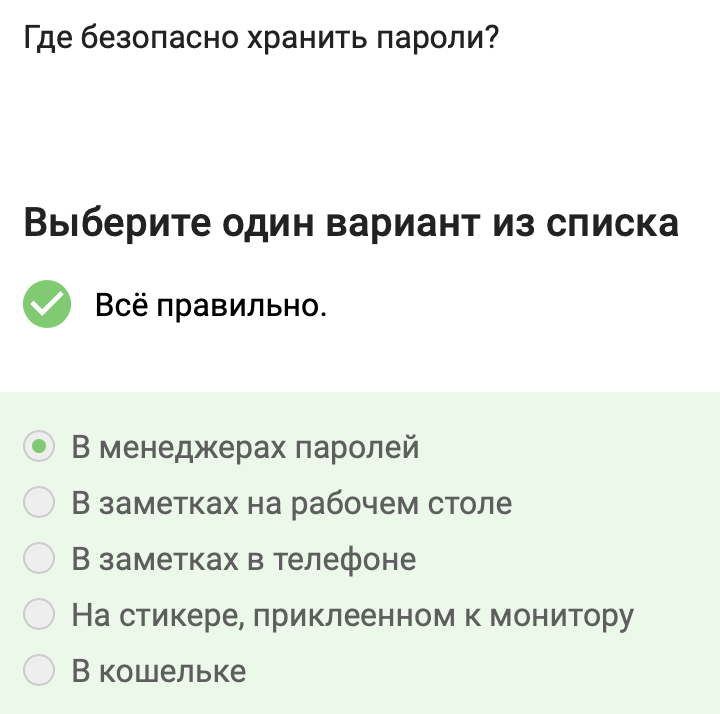 Где безопасно хранить пароли?
Выберите один вариант из списка
Всё правильно.
В менеджерах паролей
В заметках на рабочем столе
В заметках в телефоне
На стикере, приклеенном к монитору
В кошельке